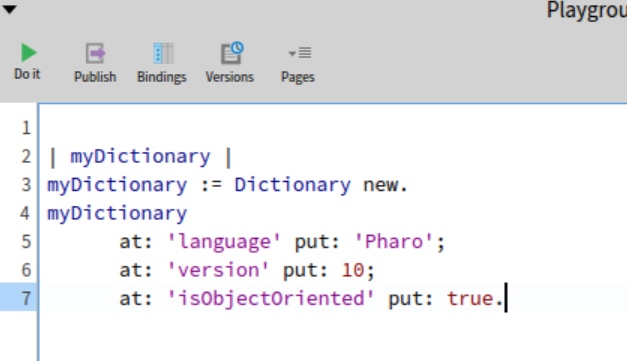 Playgrou
Do it Publish Bindings Versions Pages
1
2 | myDictionary |
3 myDictionary := Dictionary new.
4 myDictionary
5 at: 'language' put: 'Pharo';
6 at: 'version' put: 10;
7 at: 'isObjectOriented' put: true.